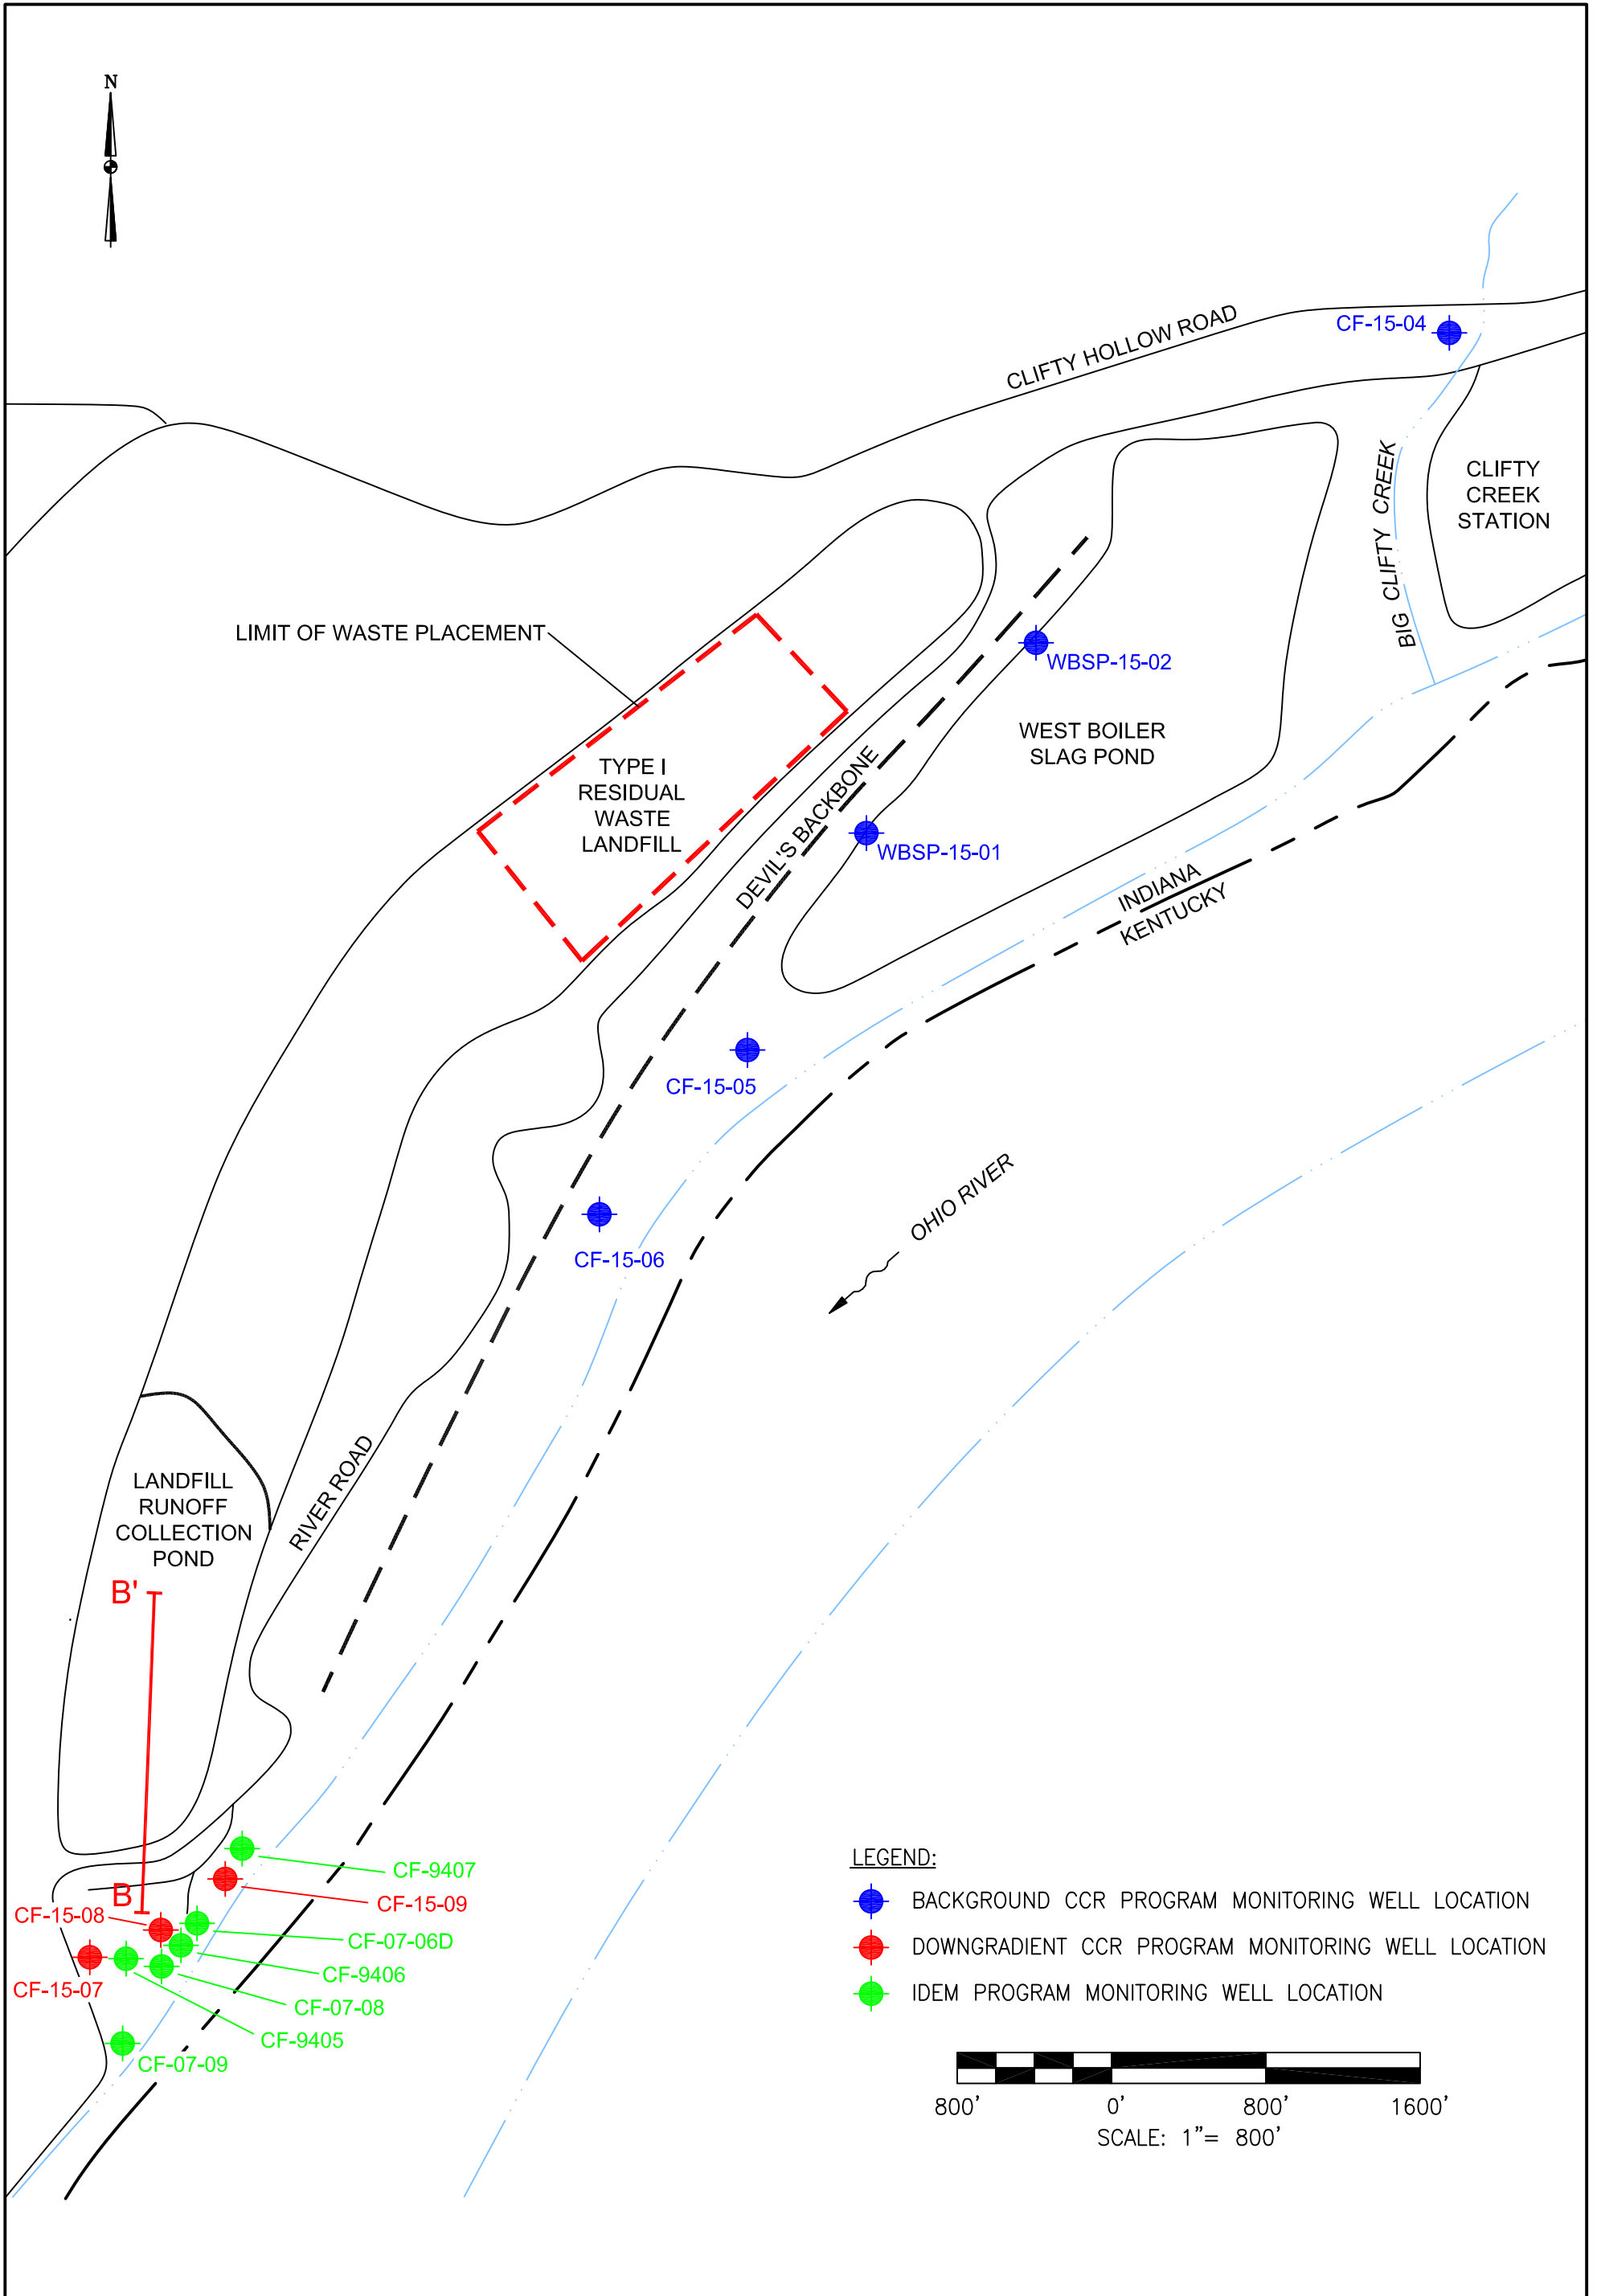 N
CLIFTY HOLLOW ROAD
CF-15-04
BIG CLIFTY CREEK
CLIFTY
CREEK
STATION
LIMIT OF WASTE PLACEMENT
WBSP-15-02
WEST BOILER
SLAG POND
TYPE I
RESIDUAL
WASTE
LANDFILL
DEVIL'S BACKBONE
WBSP-15-01
INDIANA
KENTUCKY
CF-15-05
OHIO RIVER
CF-15-06
LANDFILL
RUNOFF
COLLECTION
POND
RIVER ROAD
B'
B
CF-9407
CF-15-09
CF-15-08
CF-07-06D
CF-9406
CF-15-07
CF-07-08
CF-9405
CF-07-09
LEGEND:
BACKGROUND CCR PROGRAM MONITORING WELL LOCATION
DOWNGRADIENT CCR PROGRAM MONITORING WELL LOCATION
IDEM PROGRAM MONITORING WELL LOCATION
800' 0' 800' 1600'
SCALE: 1"= 800'